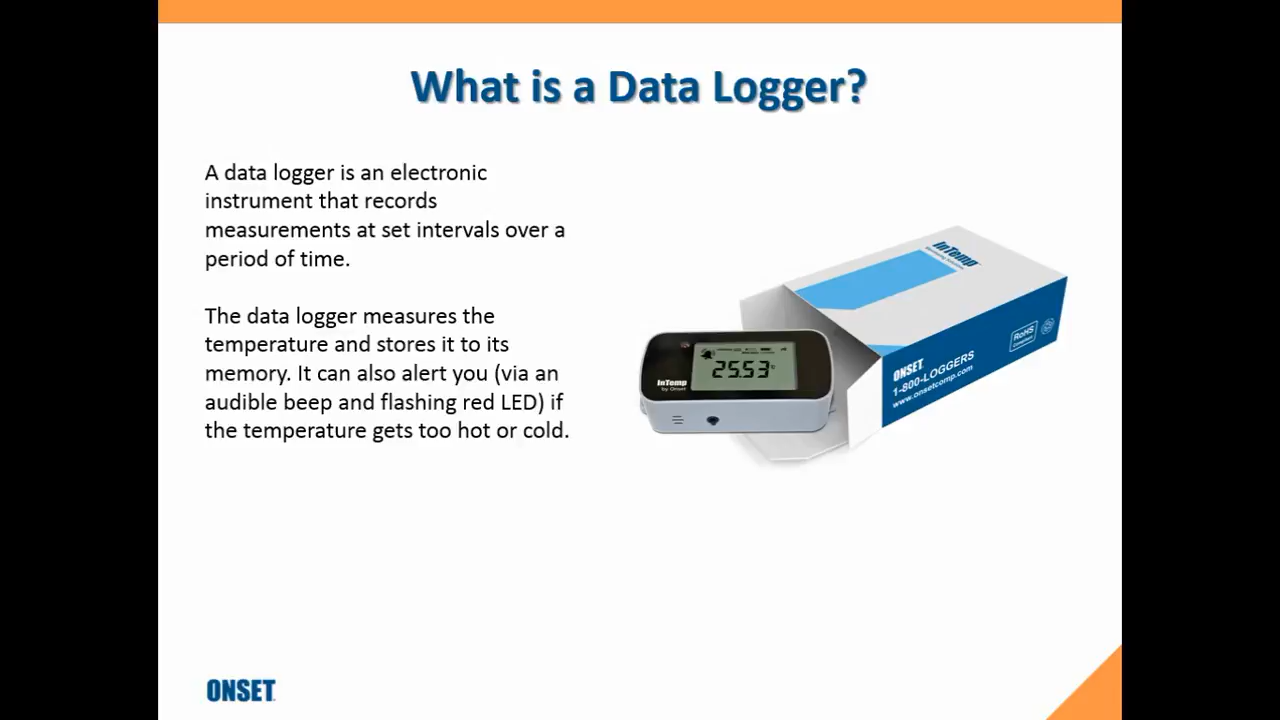 What is a Data Logger?
A data logger is an electronic
instrument that records
measurements at set intervals over a
period of time.
The data logger measures the
temperature and stores it to its
memory. It can also alert you (via an
audible beep and flashing red LED) if
the temperature gets too hot or cold.
InTemp
25.53
InTemp
by Onset
ONSET
1-800-LOGGERS
www.onsetcomp.com
RoHS
ONSET